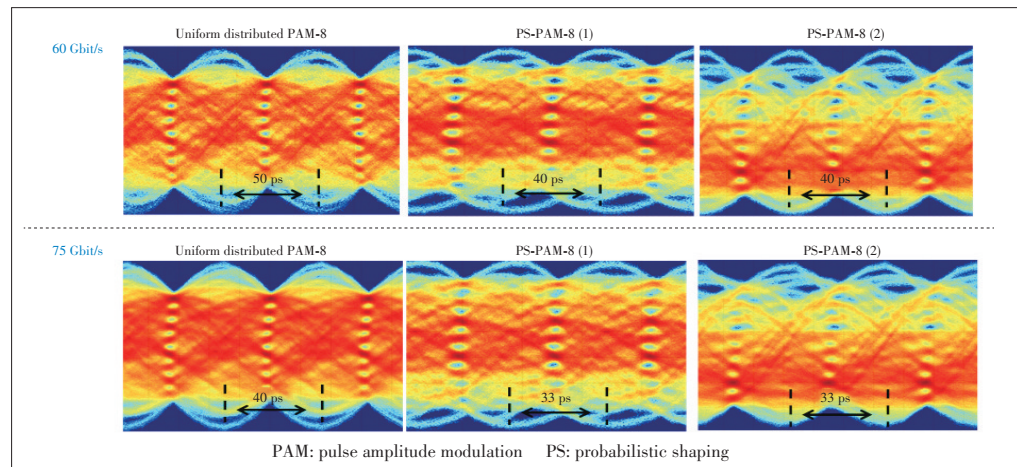 60 Gbit/s
Uniform distributed PAM-8
PS-PAM-8 (1)
PS-PAM-8 (2)
50 ps
40 ps
40 ps
75 Gbit/s
Uniform distributed PAM-8
PS-PAM-8 (1)
PS-PAM-8 (2)
40 ps
33 ps
33 ps
PAM: pulse amplitude modulation PS: probabilistic shaping